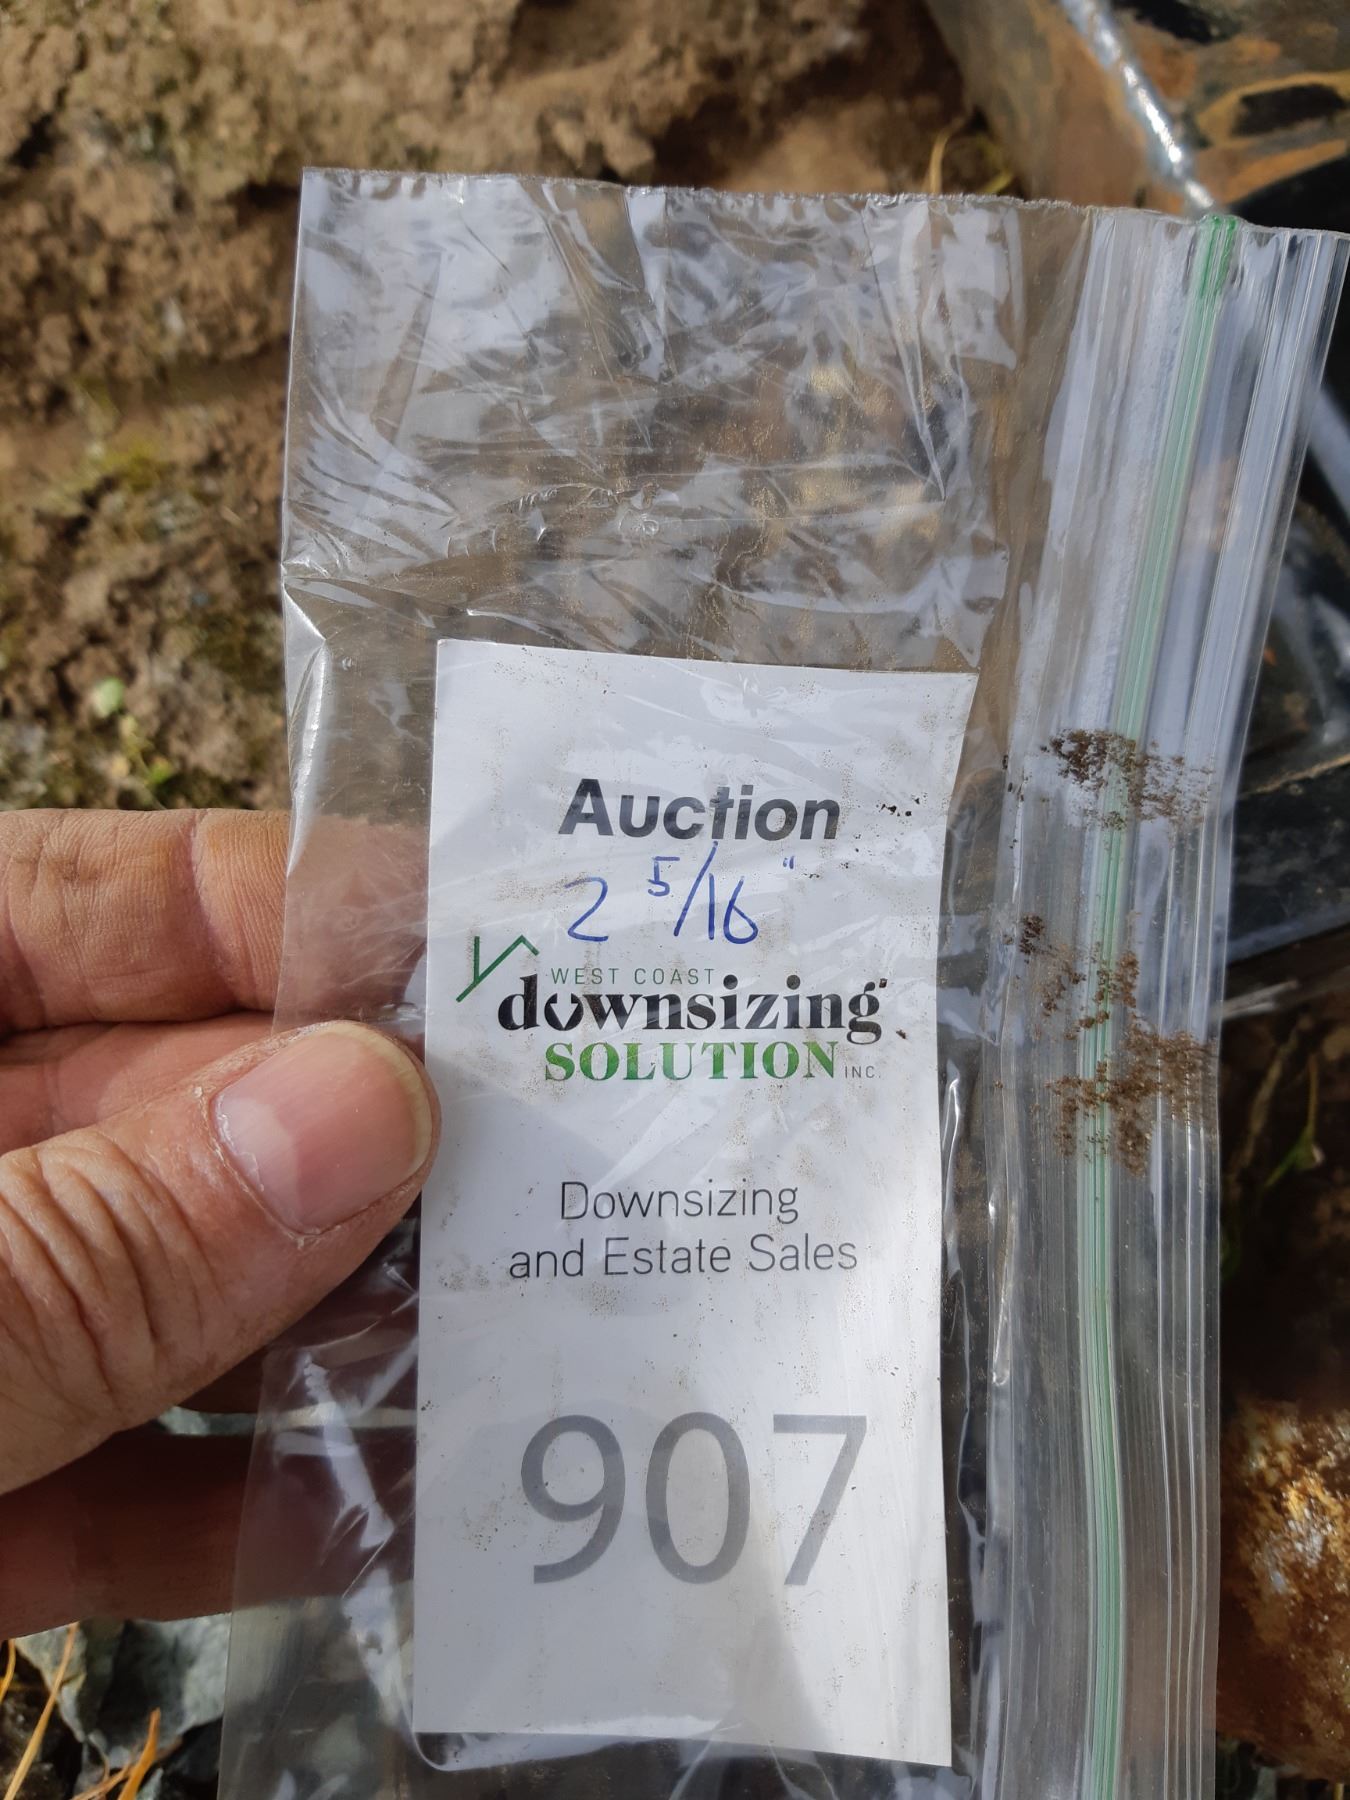 Auction
2 5/16"
WEST COAST
downsizing
SOLUTION INC.
Downsizing
and Estate Sales
907